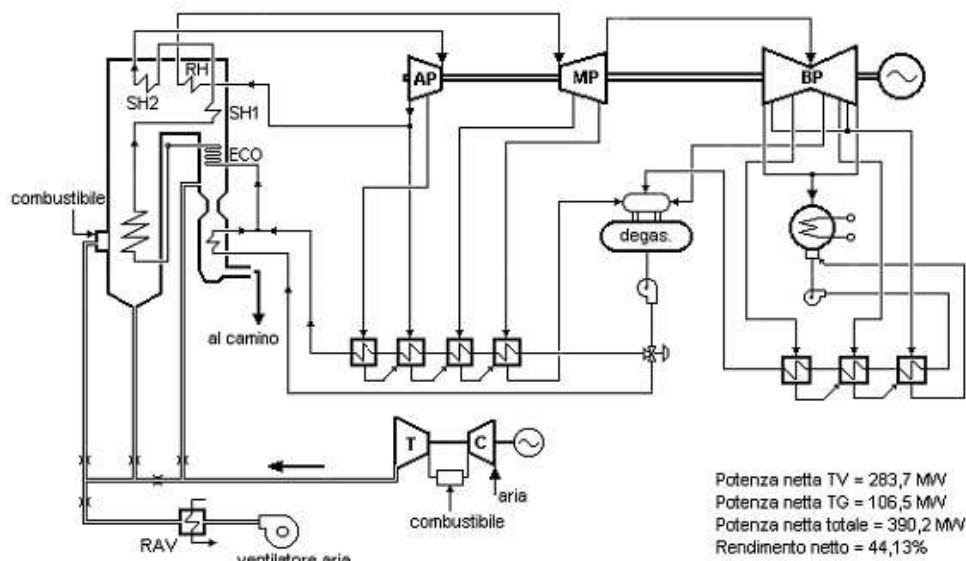 RH
SH2
SH1
ECO
AP
MP
BP
combustibile
degas.
al camino
T
C
aria
combustibile
RAV
ventilatore aria
Potenza netta TV = 283,7 MW
Potenza netta TG = 106,5 MW
Potenza netta totale = 390,2 MW
Rendimento netto = 44,13%